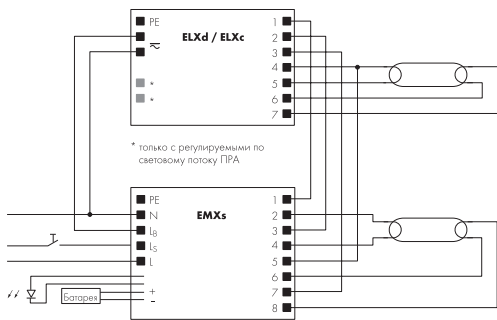 PE
ELXd / ELXc
1
2
3
4
5
6
7
*
*
* только с регулируемыми по
световому потоку ПРА
PE
N
LB
LS
L
+
-
EMXs
1
2
3
4
5
6
7
8
Батарея